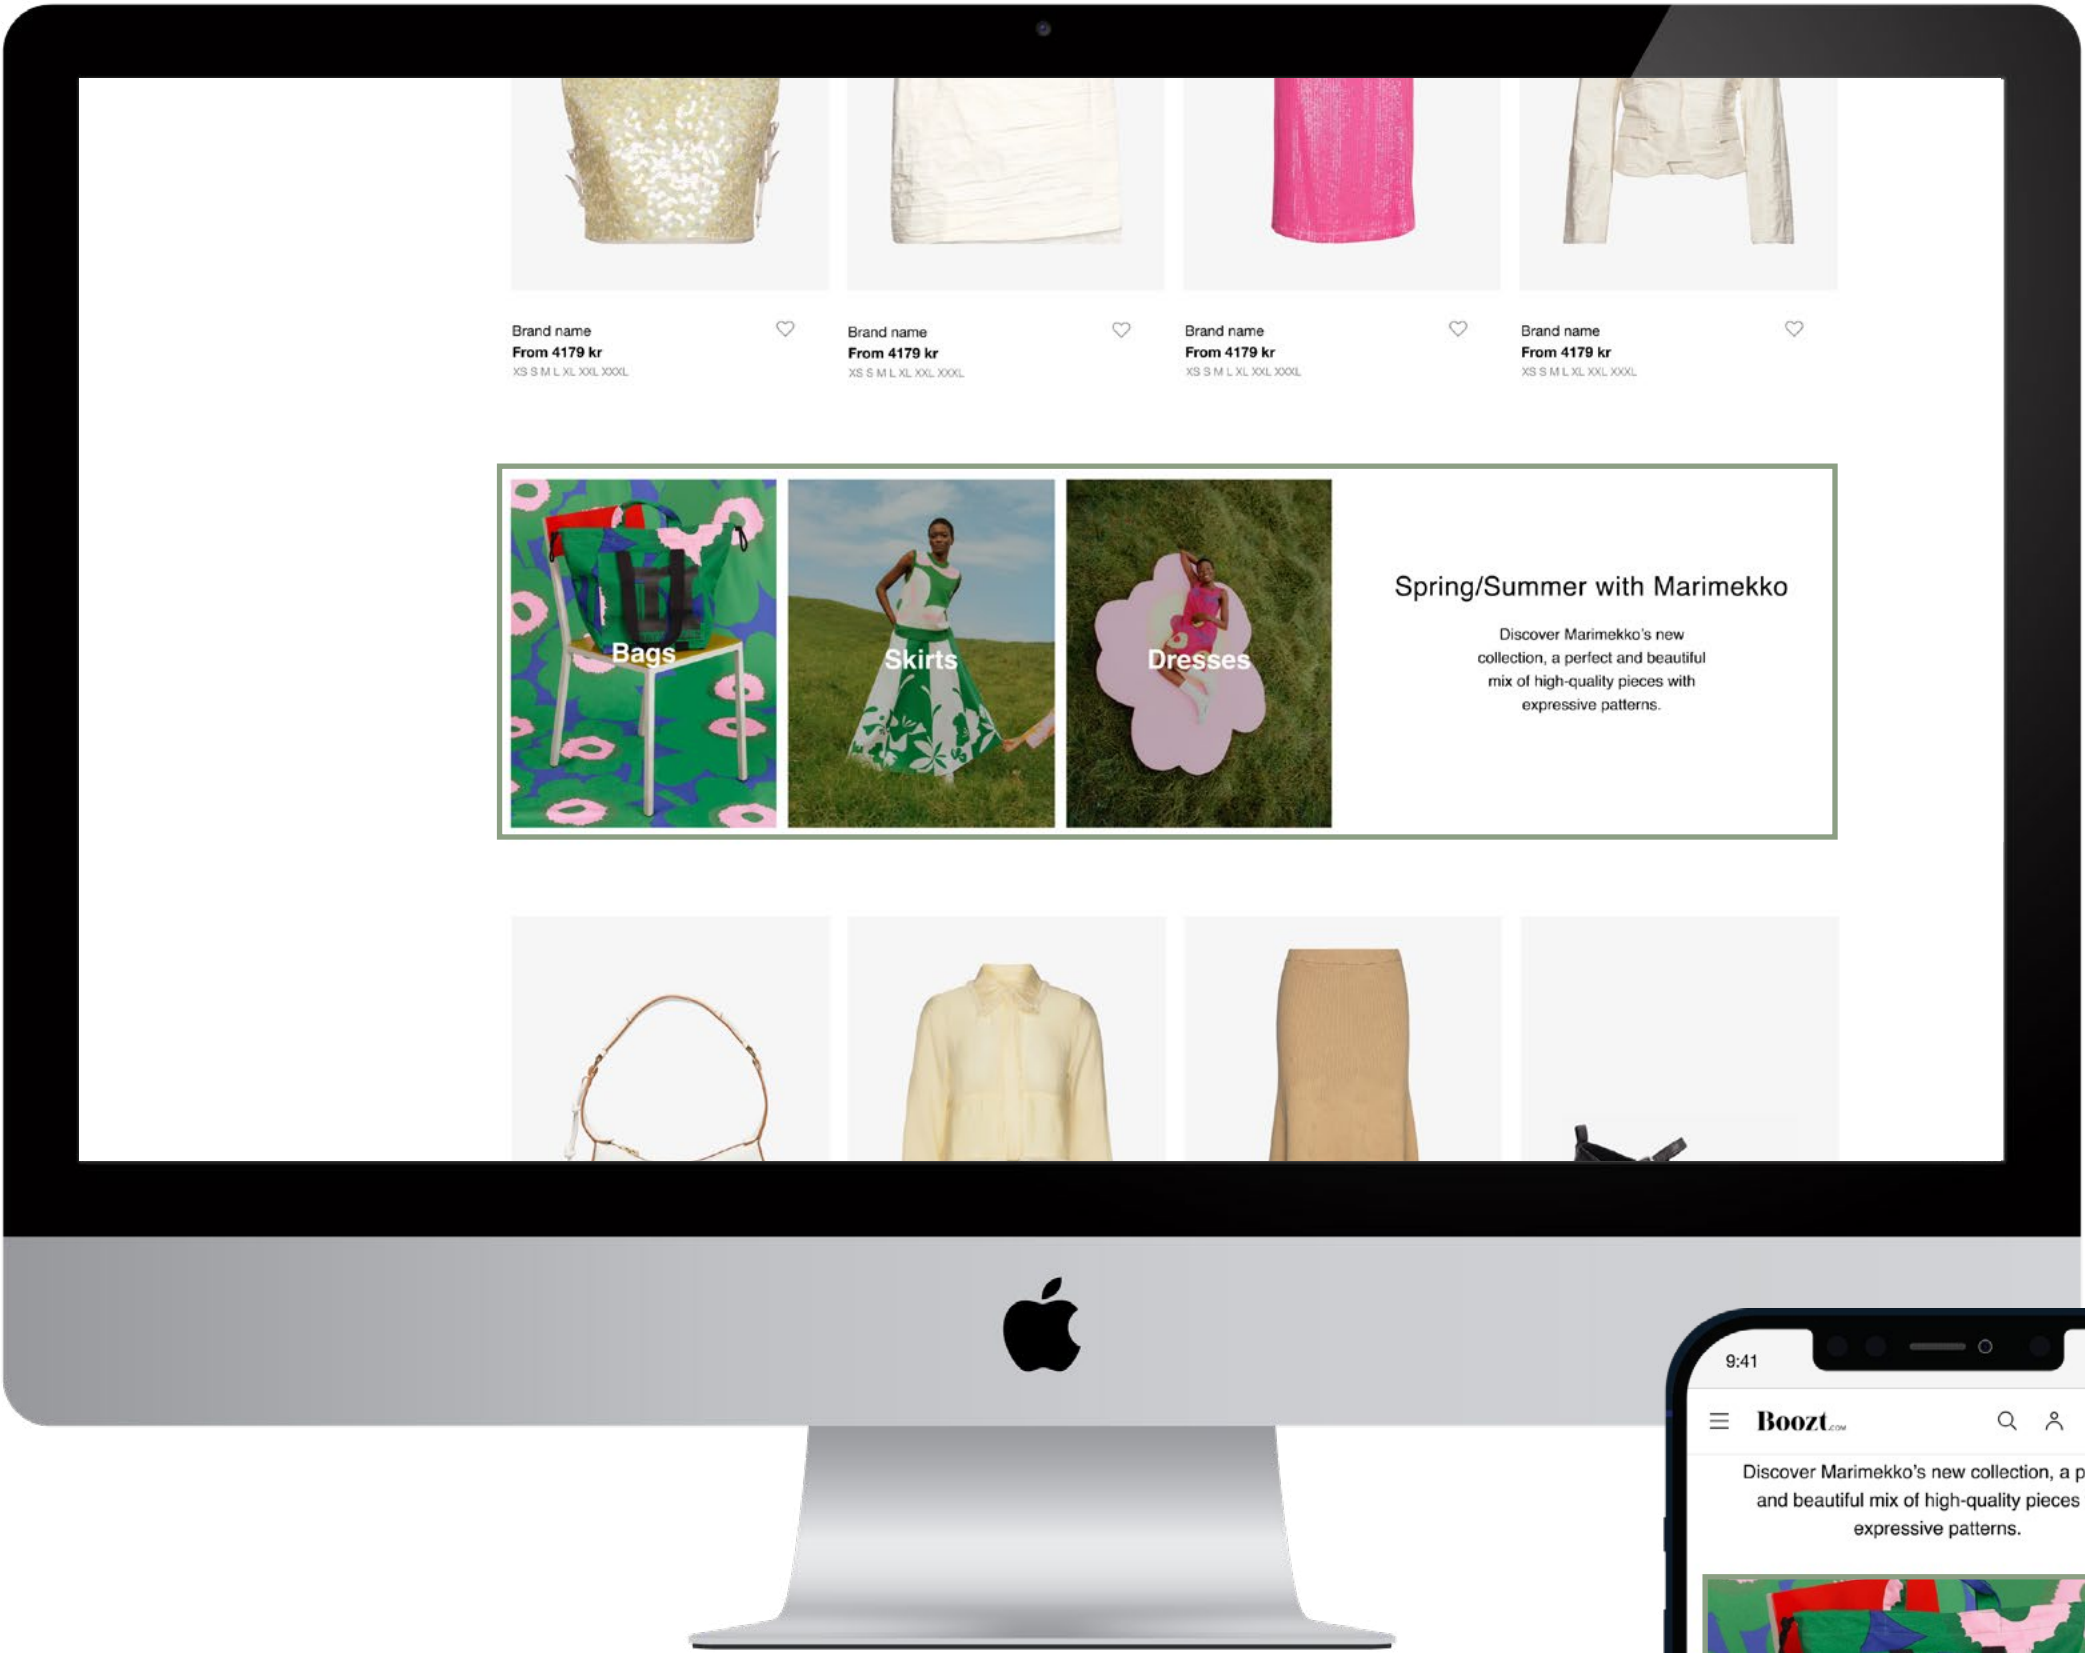 Brand name
From 4179 kr
XS S M L XL XXL XXXL
Brand name
From 4179 kr
XS S M L XL XXL XXXL
Brand name
From 4179 kr
XS S M L XL XXL XXXL
Brand name
From 4179 kr
XS S M L XL XXL XXXL
Bags
Skirts
Dresses
Spring/Summer with Marimekko
Discover Marimekko's new
collection, a perfect and beautiful
mix of high-quality pieces with
expressive patterns.
9:41
Boozt.COM
Discover Marimekko's new collection, a p
and beautiful mix of high-quality pieces
expressive patterns.